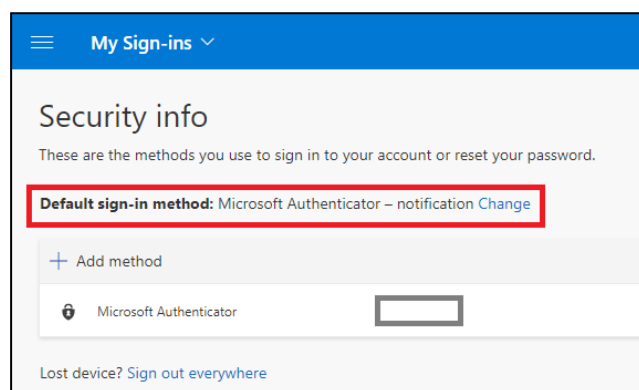 My Sign-ins
Security info
These are the methods you use to sign in to your account or reset your password.
Default sign-in method: Microsoft Authenticator – notification Change
+ Add method
Microsoft Authenticator
Lost device? Sign out everywhere